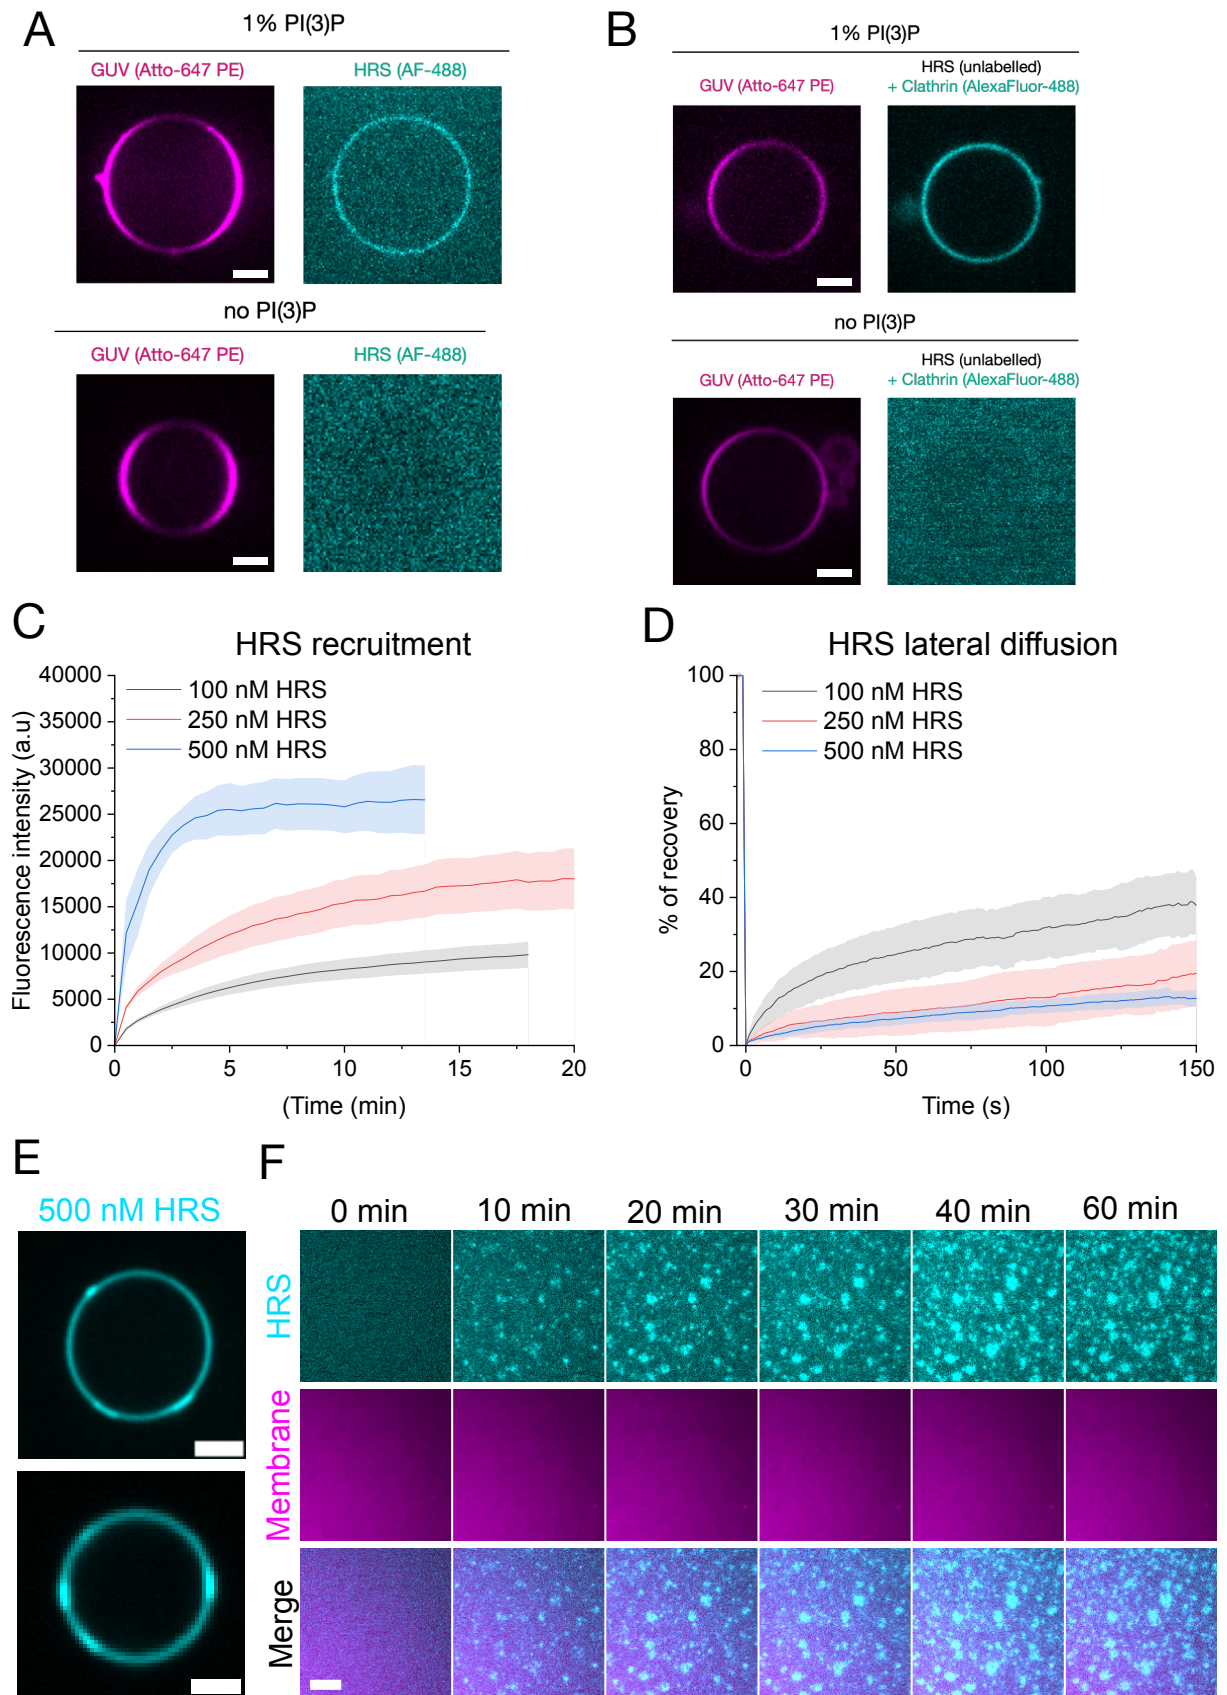 A
1% PI(3)P
GUV (Atto-647 PE)
HRS (AF-488)
no PI(3)P
GUV (Atto-647 PE)
HRS (AF-488)
B
1% PI(3)P
GUV (Atto-647 PE)
HRS (unlabelled)
+ Clathrin (AlexaFluor-488)
no PI(3)P
GUV (Atto-647 PE)
HRS (unlabelled)
+ Clathrin (AlexaFluor-488)
C
HRS recruitment
Fluorescence intensity (a.u)
40000
35000
30000
25000
20000
15000
10000
5000
0
100 nM HRS
250 nM HRS
500 nM HRS
0
5
10
15
20
(Time (min)
D
HRS lateral diffusion
% of recovery
100
80
60
40
20
0
100 nM HRS
250 nM HRS
500 nM HRS
0
50
100
150
Time (s)
E
500 nM HRS
F
0 min
10 min
20 min
30 min
40 min
60 min
HRS
Membrane
Merge